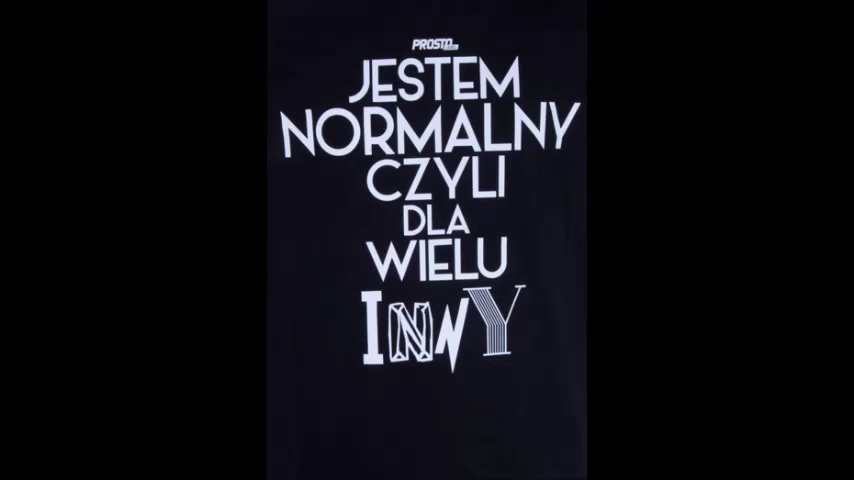 PROSTO
JESTEM
NORMALNY
CZYLI
DLA
WIELU
INNY